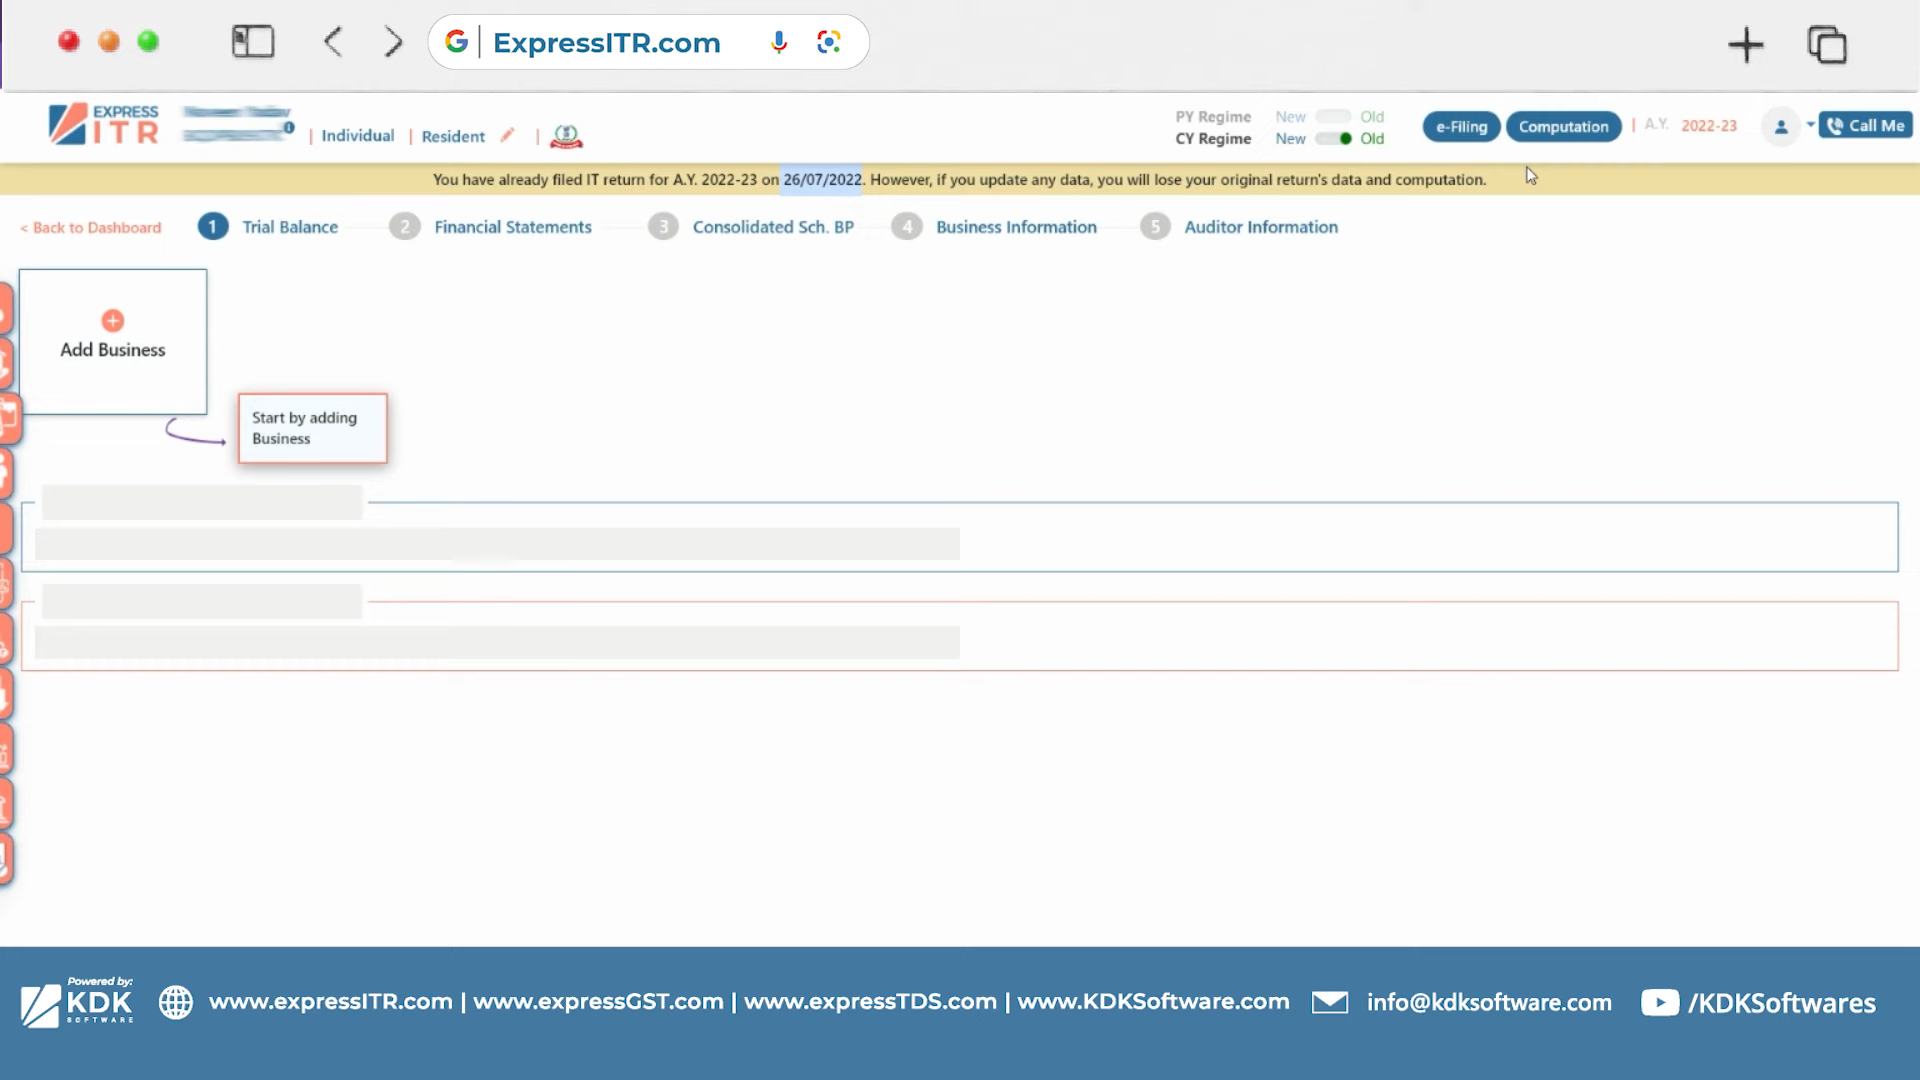 ExpressITR.com
EXPRESS
ITR
| Individual | Resident |
PY Regime New Old
CY Regime New Old
e-Filing Computation | A.Y. 2022-23 Call Me
You have already filed IT return for A.Y. 2022-23 on 26/07/2022. However, if you update any data, you will lose your original return's data and computation.
< Back to Dashboard 1 Trial Balance 2 Financial Statements 3 Consolidated Sch. BP 4 Business Information 5 Auditor Information
Add Business
Start by adding
Business
Powered by:
KDK
SOFTWARE
www.expressITR.com | www.expressGST.com | www.expressTDS.com | www.KDKSoftware.com info@kdksoftware.com /KDKSoftwares